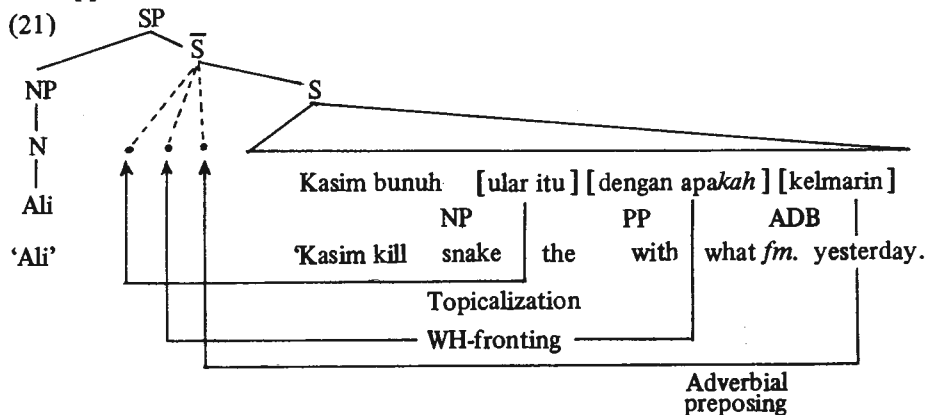 (21)
SP
S̄
NP
S
N
Kasim bunuh [ular itu] [dengan apakah] [kelmarin]
Ali
NP PP ADB
'Ali' 'Kasim kill snake the with what fm. yesterday.
Topicalization
WH-fronting
Adverbial
preposing